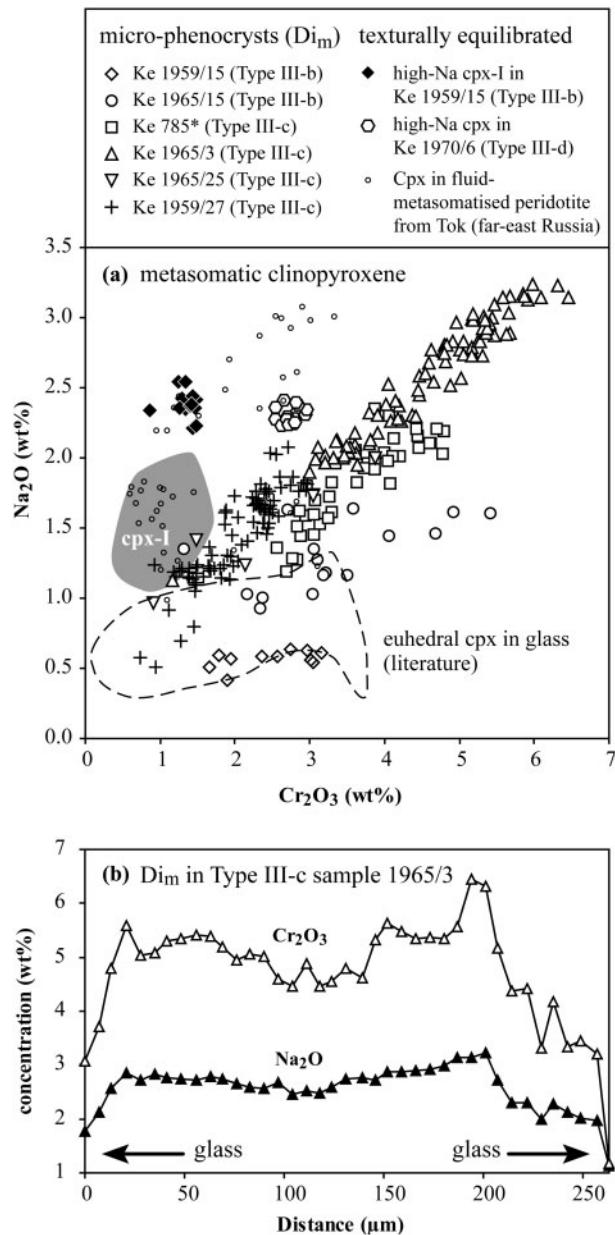 micro-phenocrysts (Dim)
Ke 1959/15 (Type III-b)
Ke 1965/15 (Type III-b)
Ke 785* (Type III-c)
Ke 1965/3 (Type III-c)
Ke 1965/25 (Type III-c)
Ke 1959/27 (Type III-c)
texturally equilibrated
high-Na cpx-I in
Ke 1959/15 (Type III-b)
high-Na cpx in
Ke 1970/6 (Type III-d)
Cpx in fluid-
metasomatised peridotite
from Tok (far-east Russia)
(a) metasomatic clinopyroxene
3.5
3.0
2.5
2.0
1.5
1.0
0.5
0.0
Na2O (wt%)
cpx-I
euhedral cpx in glass
(literature)
0 1 2 3 4 5 6 7
Cr2O3 (wt%)
(b) Dim in Type III-c sample 1965/3
7
6
5
4
3
2
1
concentration (wt%)
Cr2O3
Na2O
glass glass
0 50 100 150 200 250
Distance (µm)